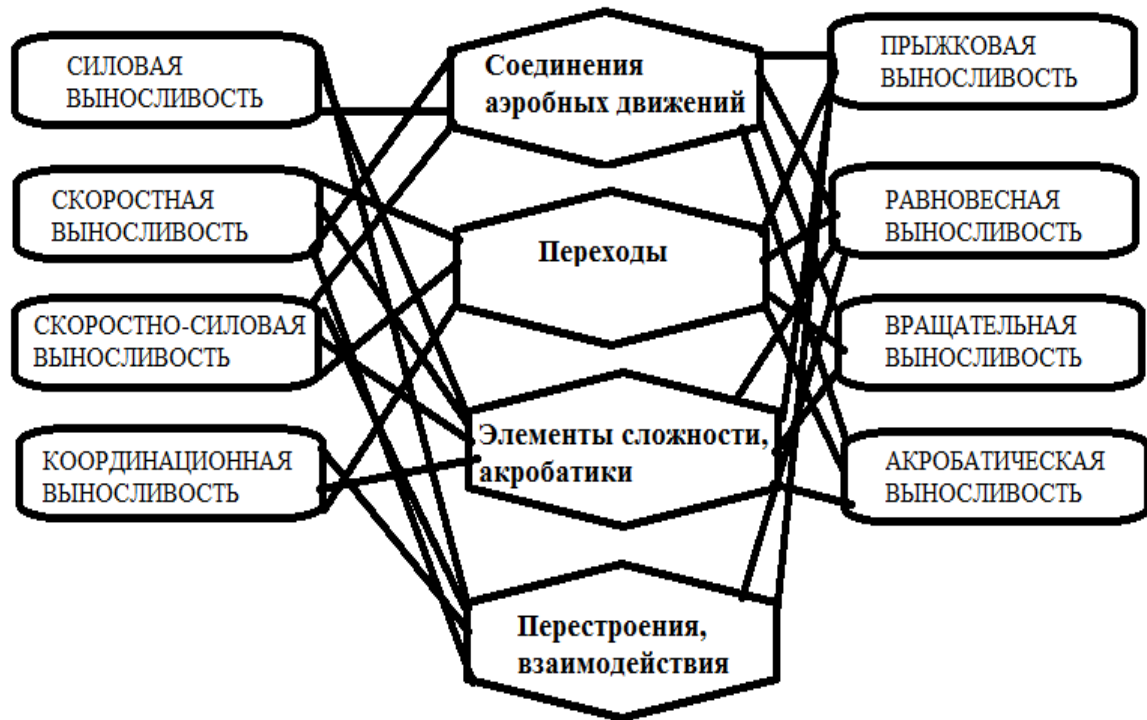 СИЛОВАЯ
ВЫНОСЛИВОСТЬ
СКОРОСТНАЯ
ВЫНОСЛИВОСТЬ
СКОРОСТНО-СИЛОВАЯ
ВЫНОСЛИВОСТЬ
КООРДИНАЦИОННАЯ
ВЫНОСЛИВОСТЬ
Соединения
аэробных движений
Переходы
Элементы сложности,
акробатики
Перестроения,
взаимодействия
ПРЫЖКОВАЯ
ВЫНОСЛИВОСТЬ
РАВНОВЕСНАЯ
ВЫНОСЛИВОСТЬ
ВРАЩАТЕЛЬНАЯ
ВЫНОСЛИВОСТЬ
АКРОБАТИЧЕСКАЯ
ВЫНОСЛИВОСТЬ